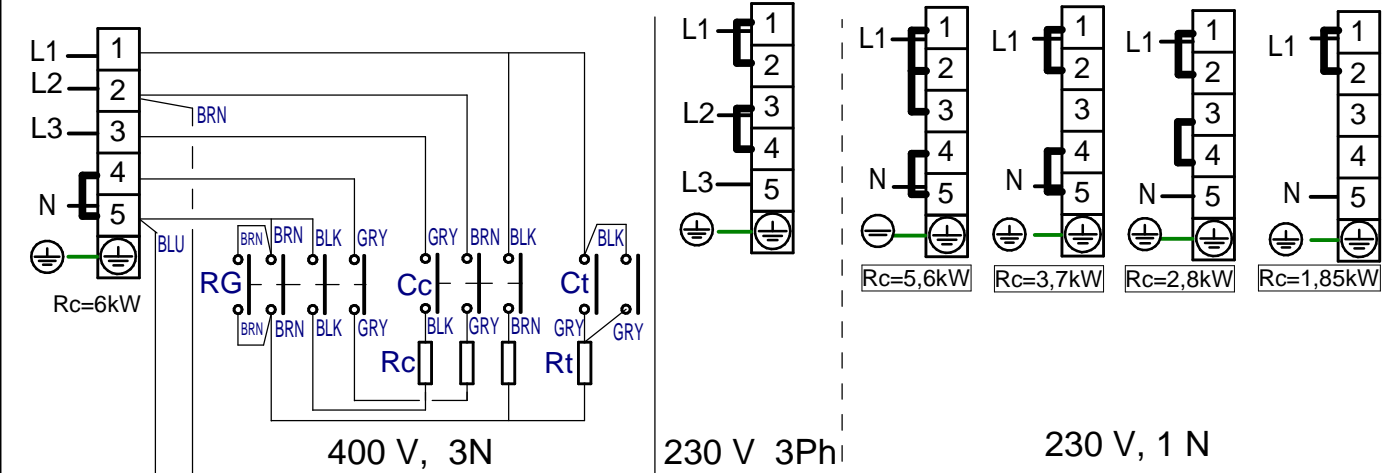 L1
L2
L3
N
1
2
3
4
5
Rc=6kW
BRN
BLU
BRN
BRN
BLK
GRY
GRY
BRN
BLK
BLK
RG
Cc
Ct
BRN
BRN
BLK
GRY
BLK
GRY
BRN
GRY
GRY
Rc
Rt
400 V, 3N
L1
L2
L3
1
2
3
4
5
230 V 3Ph
L1
N
1
2
3
4
5
Rc=5,6kW
L1
N
1
2
3
4
5
Rc=3,7kW
L1
N
1
2
3
4
5
Rc=2,8kW
L1
N
1
2
3
4
5
Rc=1,85kW
230 V, 1 N